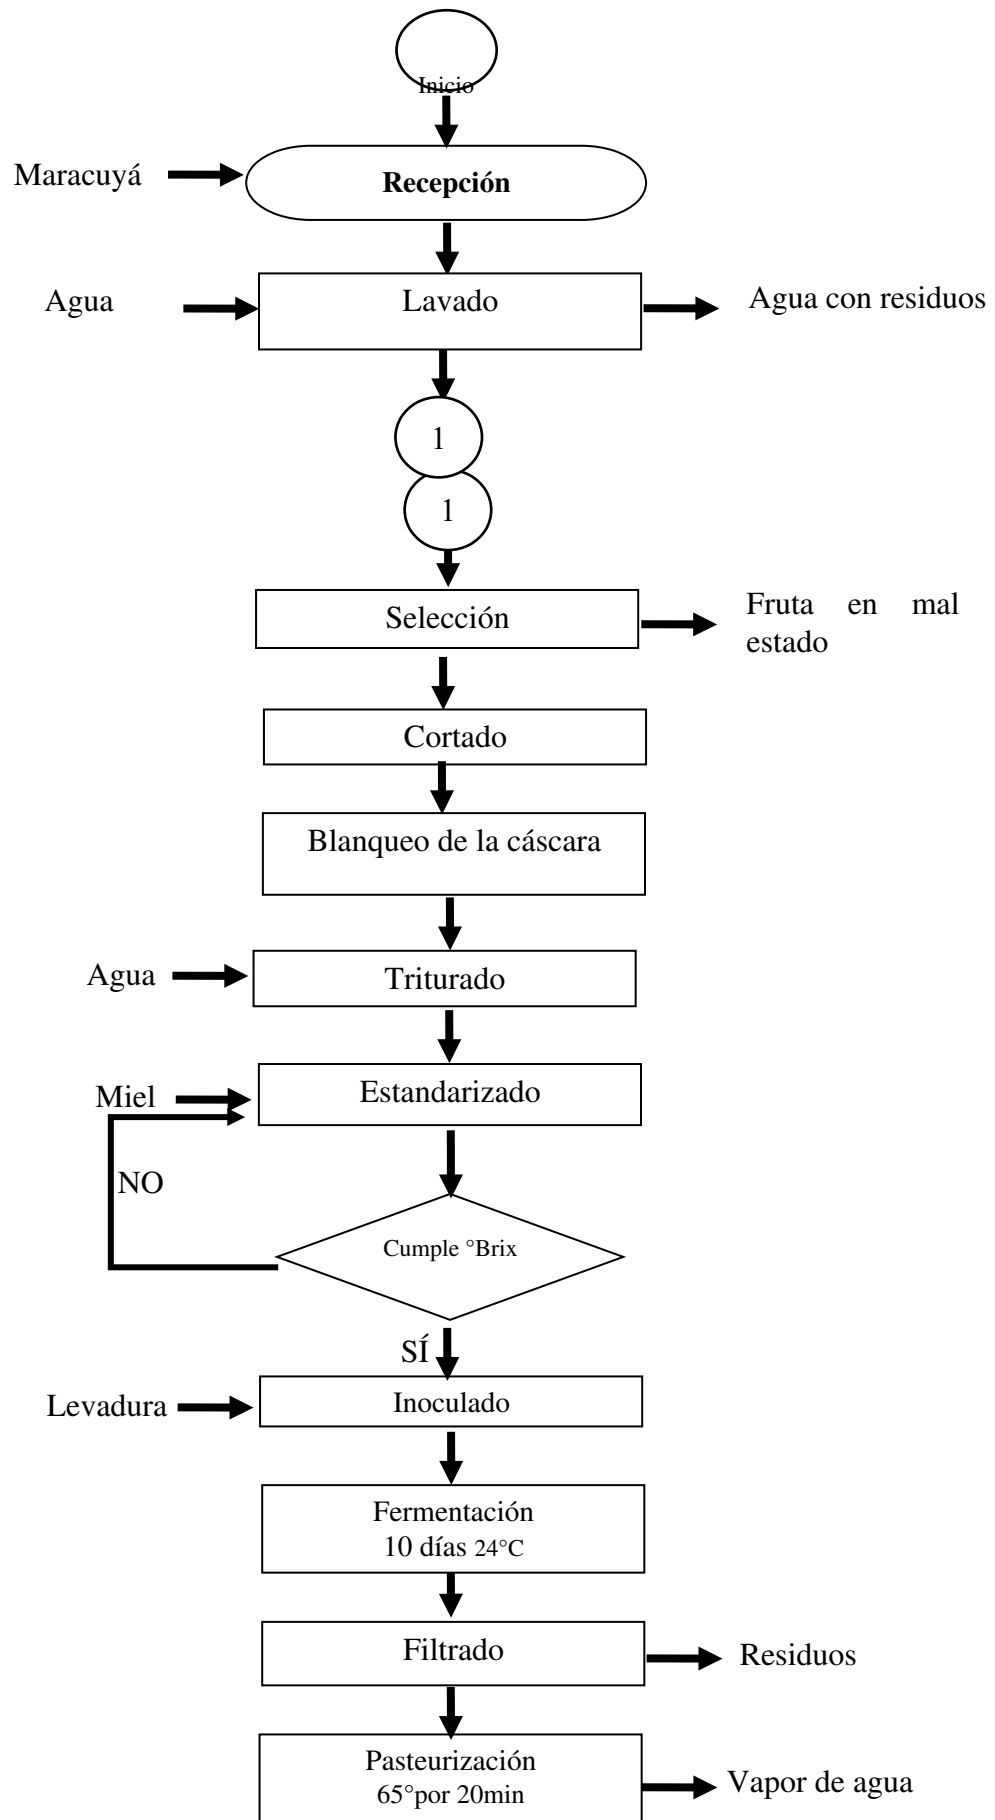 Inicio
Maracuyá
Recepción
Agua
Lavado
Agua con residuos
1
1
Selección
Fruta en mal
estado
Cortado
Blanqueo de la cáscara
Agua
Triturado
Miel
Estandarizado
NO
Cumple °Brix
SÍ
Levadura
Inoculado
Fermentación
10 días 24°C
Filtrado
Residuos
Pasteurización
65°por 20min
Vapor de agua